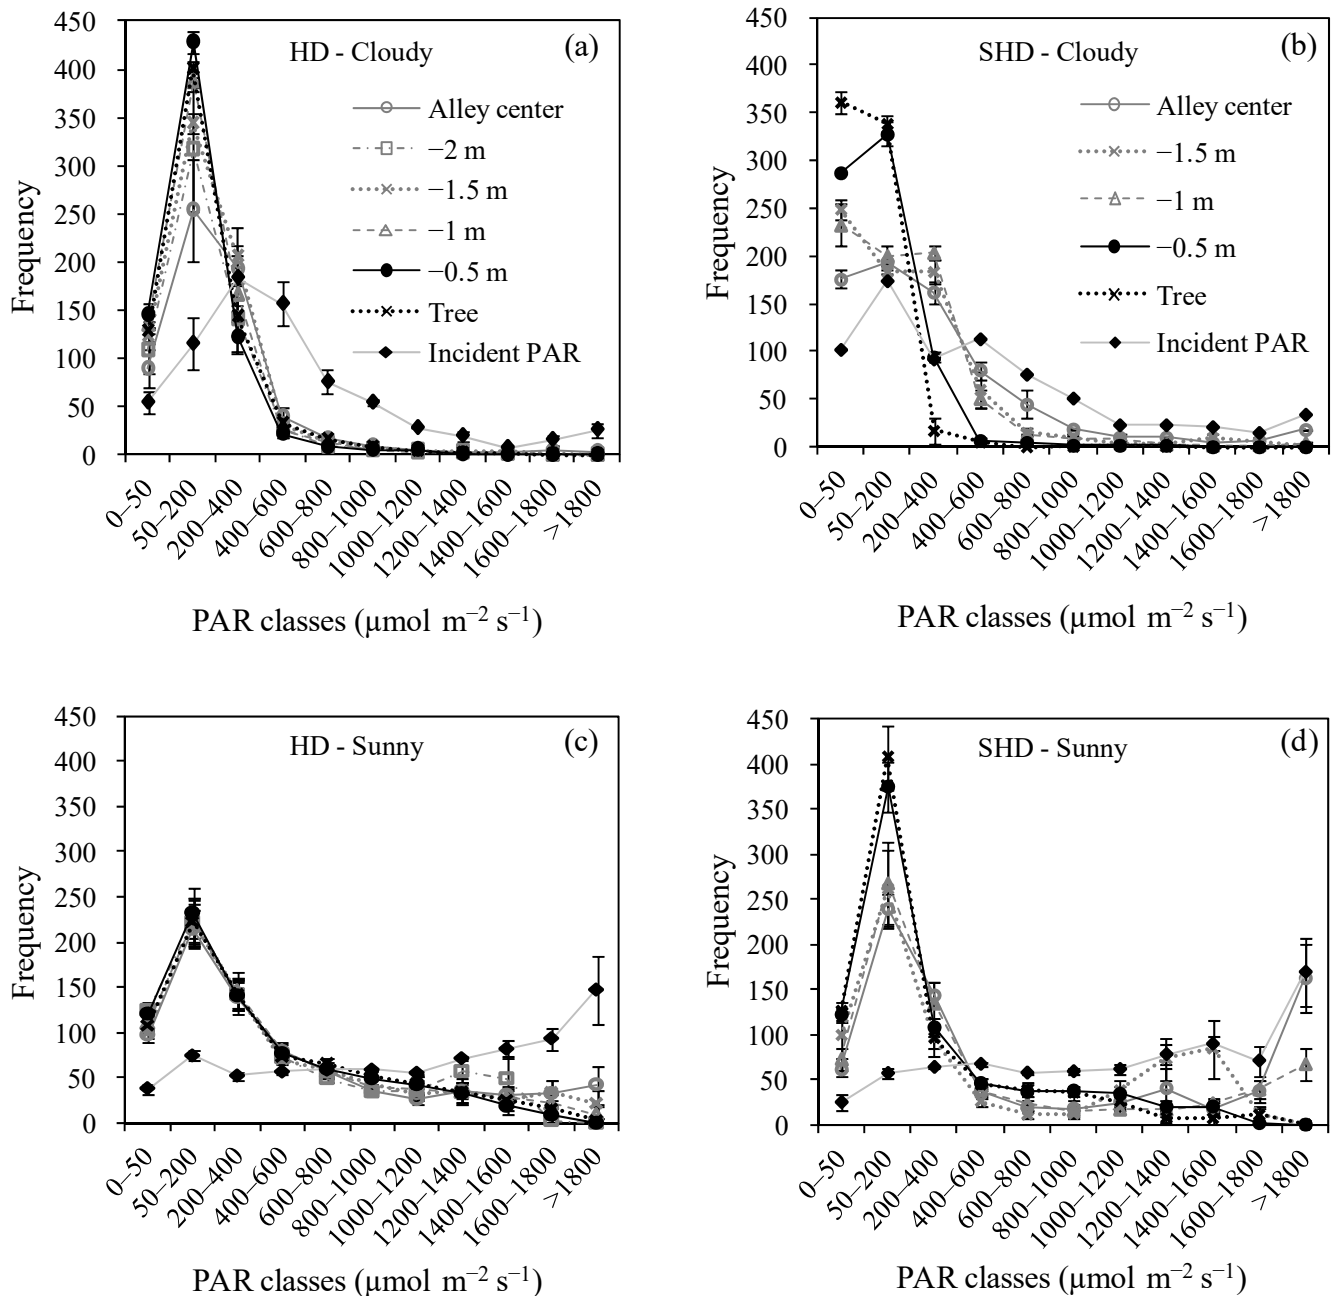 HD - Cloudy
(a)
450
400
350
300
250
200
150
100
50
0
Frequency
Alley center
−2 m
−1.5 m
−1 m
−0.5 m
Tree
Incident PAR
0–50
50–200
200–400
400–600
600–800
800–1000
1000–1200
1200–1400
1400–1600
1600–1800
>1800
PAR classes (µmol m−2 s−1)
SHD - Cloudy
(b)
450
400
350
300
250
200
150
100
50
0
Frequency
Alley center
−1.5 m
−1 m
−0.5 m
Tree
Incident PAR
0–50
50–200
200–400
400–600
600–800
800–1000
1000–1200
1200–1400
1400–1600
1600–1800
>1800
PAR classes (µmol m−2 s−1)
HD - Sunny
(c)
450
400
350
300
250
200
150
100
50
0
Frequency
0–50
50–200
200–400
400–600
600–800
800–1000
1000–1200
1200–1400
1400–1600
1600–1800
>1800
PAR classes (µmol m−2 s−1)
SHD - Sunny
(d)
450
400
350
300
250
200
150
100
50
0
Frequency
0–50
50–200
200–400
400–600
600–800
800–1000
1000–1200
1200–1400
1400–1600
1600–1800
>1800
PAR classes (µmol m−2 s−1)